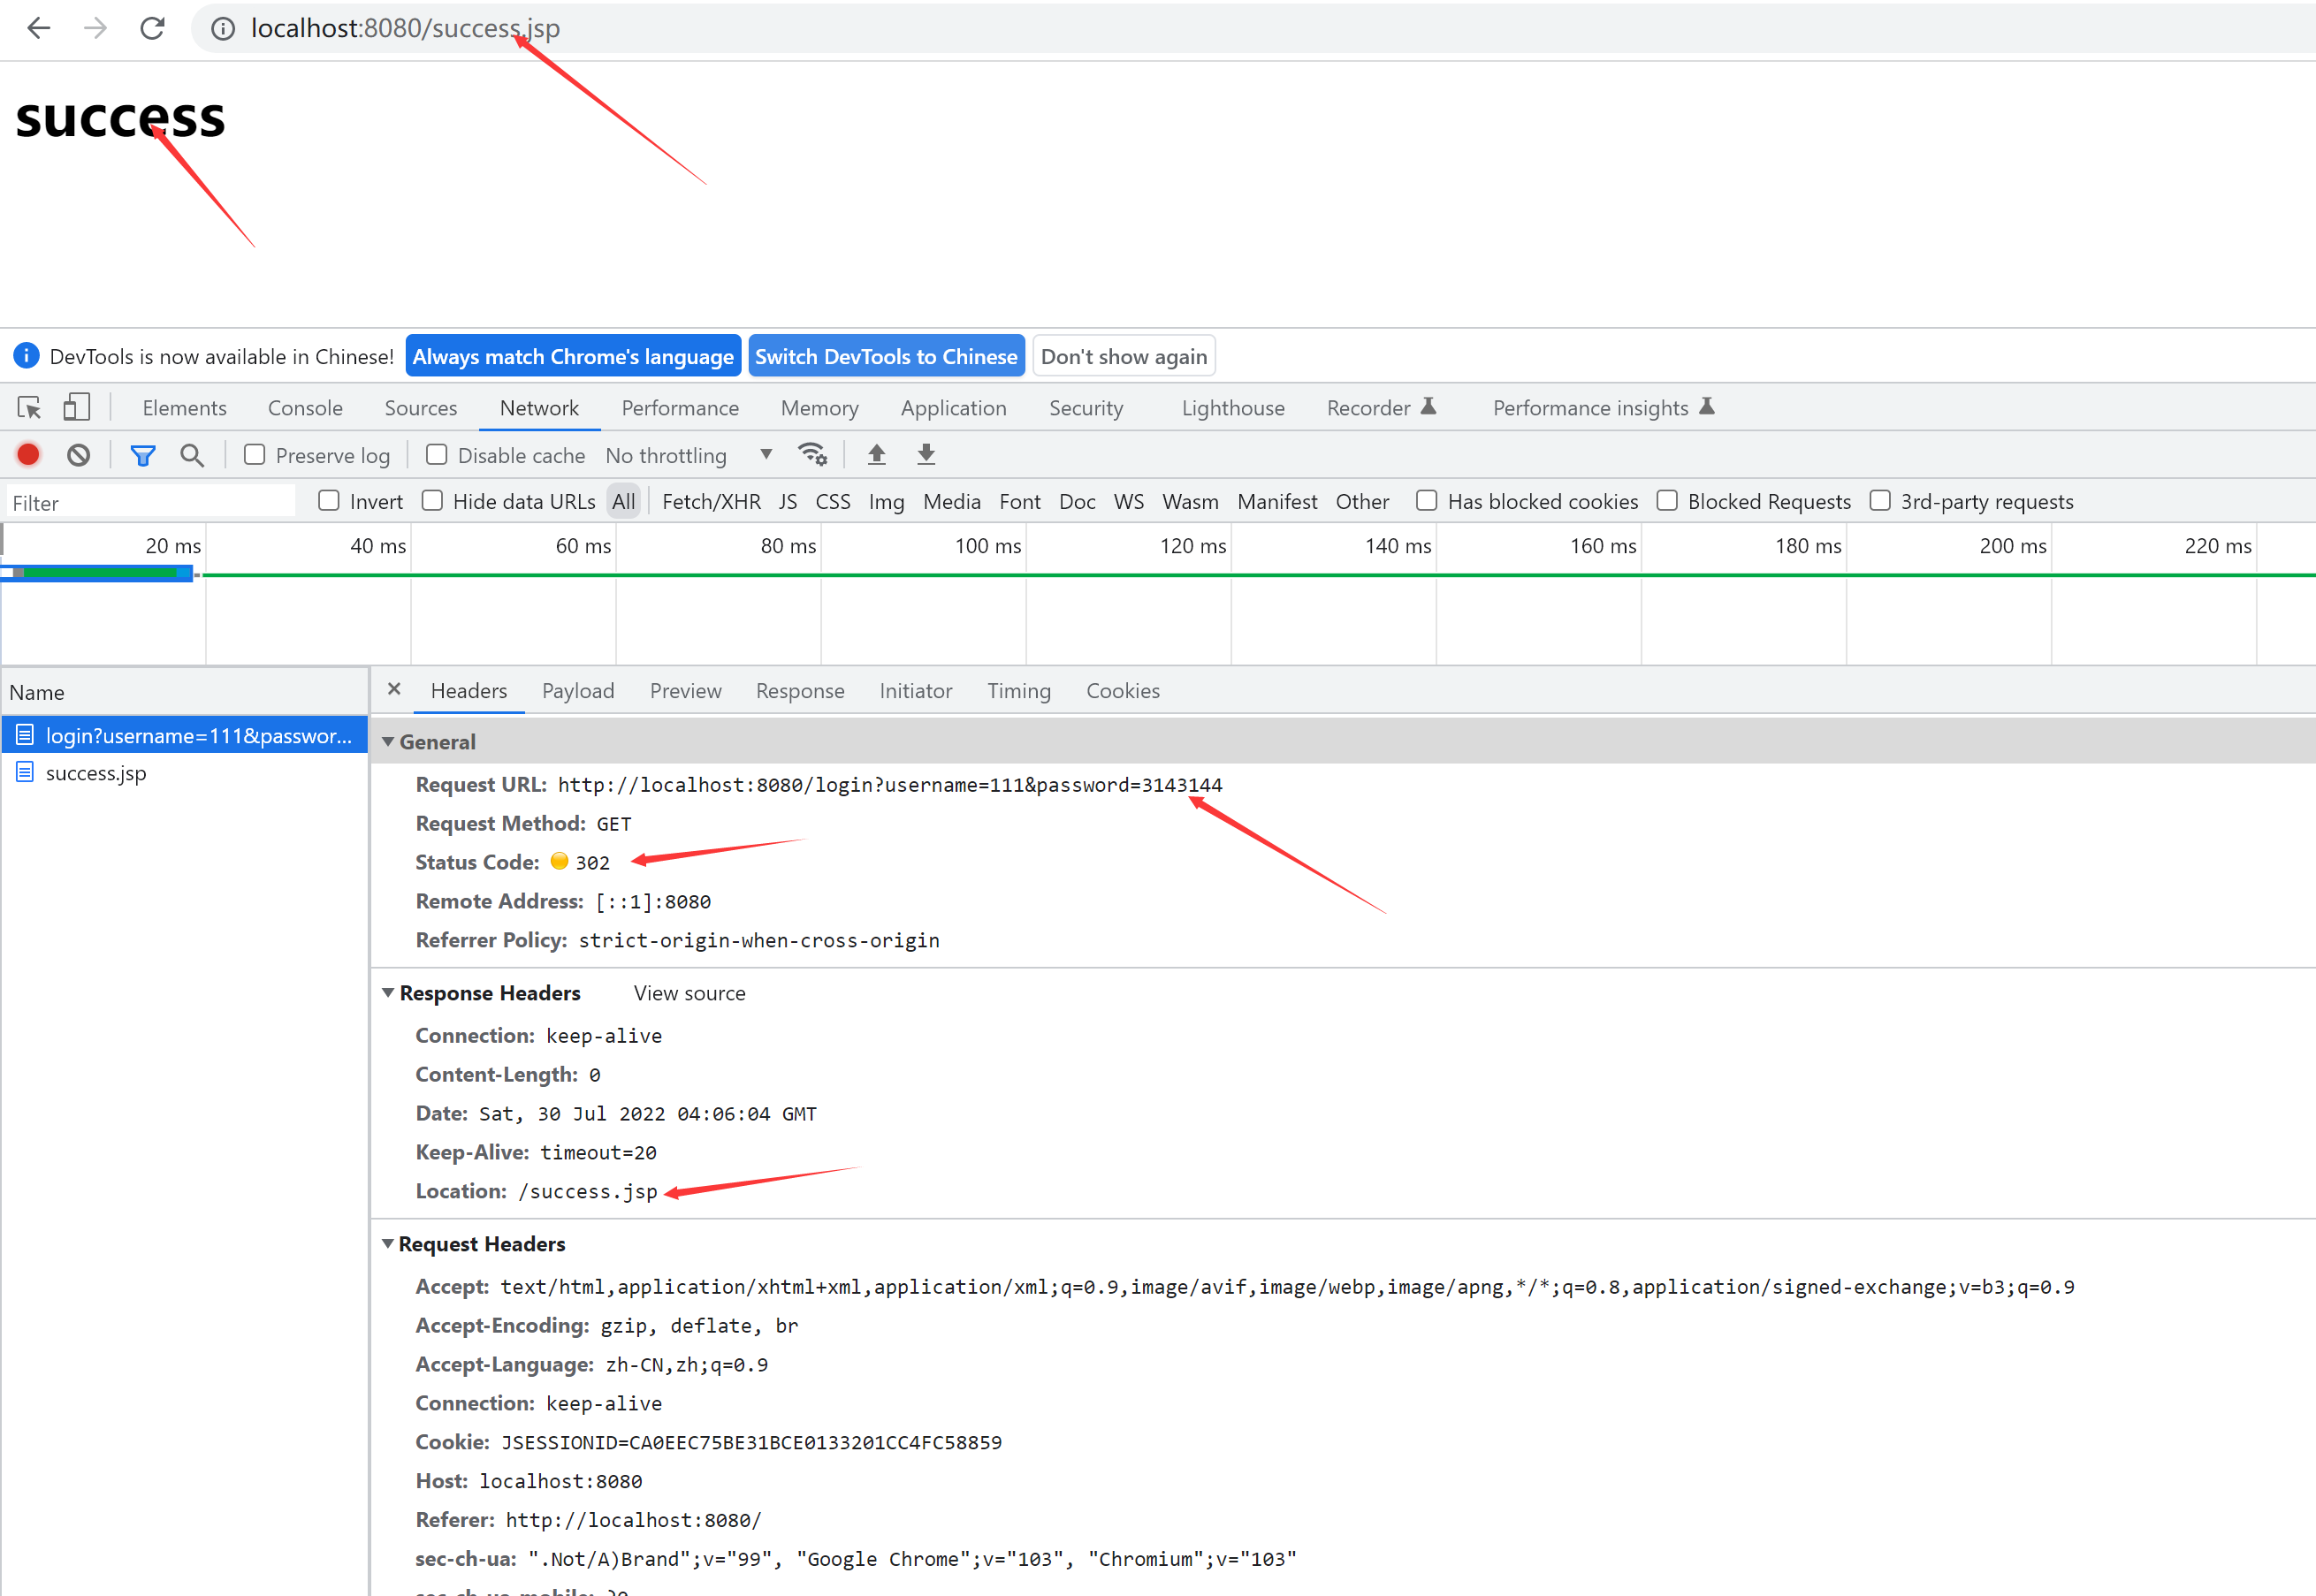 localhost:8080/success.jsp
success
DevTools is now available in Chinese! Always match Chrome's language Switch DevTools to Chinese Don't show again
Elements Console Sources Network Performance Memory Application Security Lighthouse Recorder Performance insights
Preserve log Disable cache No throttling
Filter Invert Hide data URLs All Fetch/XHR JS CSS Img Media Font Doc WS Wasm Manifest Other Has blocked cookies Blocked Requests 3rd-party requests
20 ms 40 ms 60 ms 80 ms 100 ms 120 ms 140 ms 160 ms 180 ms 200 ms 220 ms
Name
login?username=111&passwor...
success.jsp
Headers Payload Preview Response Initiator Timing Cookies
General
Request URL: http://localhost:8080/login?username=111&password=3143144
Request Method: GET
Status Code: 302
Remote Address: [::1]:8080
Referrer Policy: strict-origin-when-cross-origin
Response Headers View source
Connection: keep-alive
Content-Length: 0
Date: Sat, 30 Jul 2022 04:06:04 GMT
Keep-Alive: timeout=20
Location: /success.jsp
Request Headers
Accept: text/html,application/xhtml+xml,application/xml;q=0.9,image/avif,image/webp,image/apng,*/*;q=0.8,application/signed-exchange;v=b3;q=0.9
Accept-Encoding: gzip, deflate, br
Accept-Language: zh-CN,zh;q=0.9
Connection: keep-alive
Cookie: JSESSIONID=CA0EEC75BE31BCE0133201CC4FC58859
Host: localhost:8080
Referer: http://localhost:8080/
sec-ch-ua: ".Not/A)Brand";v="99", "Google Chrome";v="103", "Chromium";v="103"